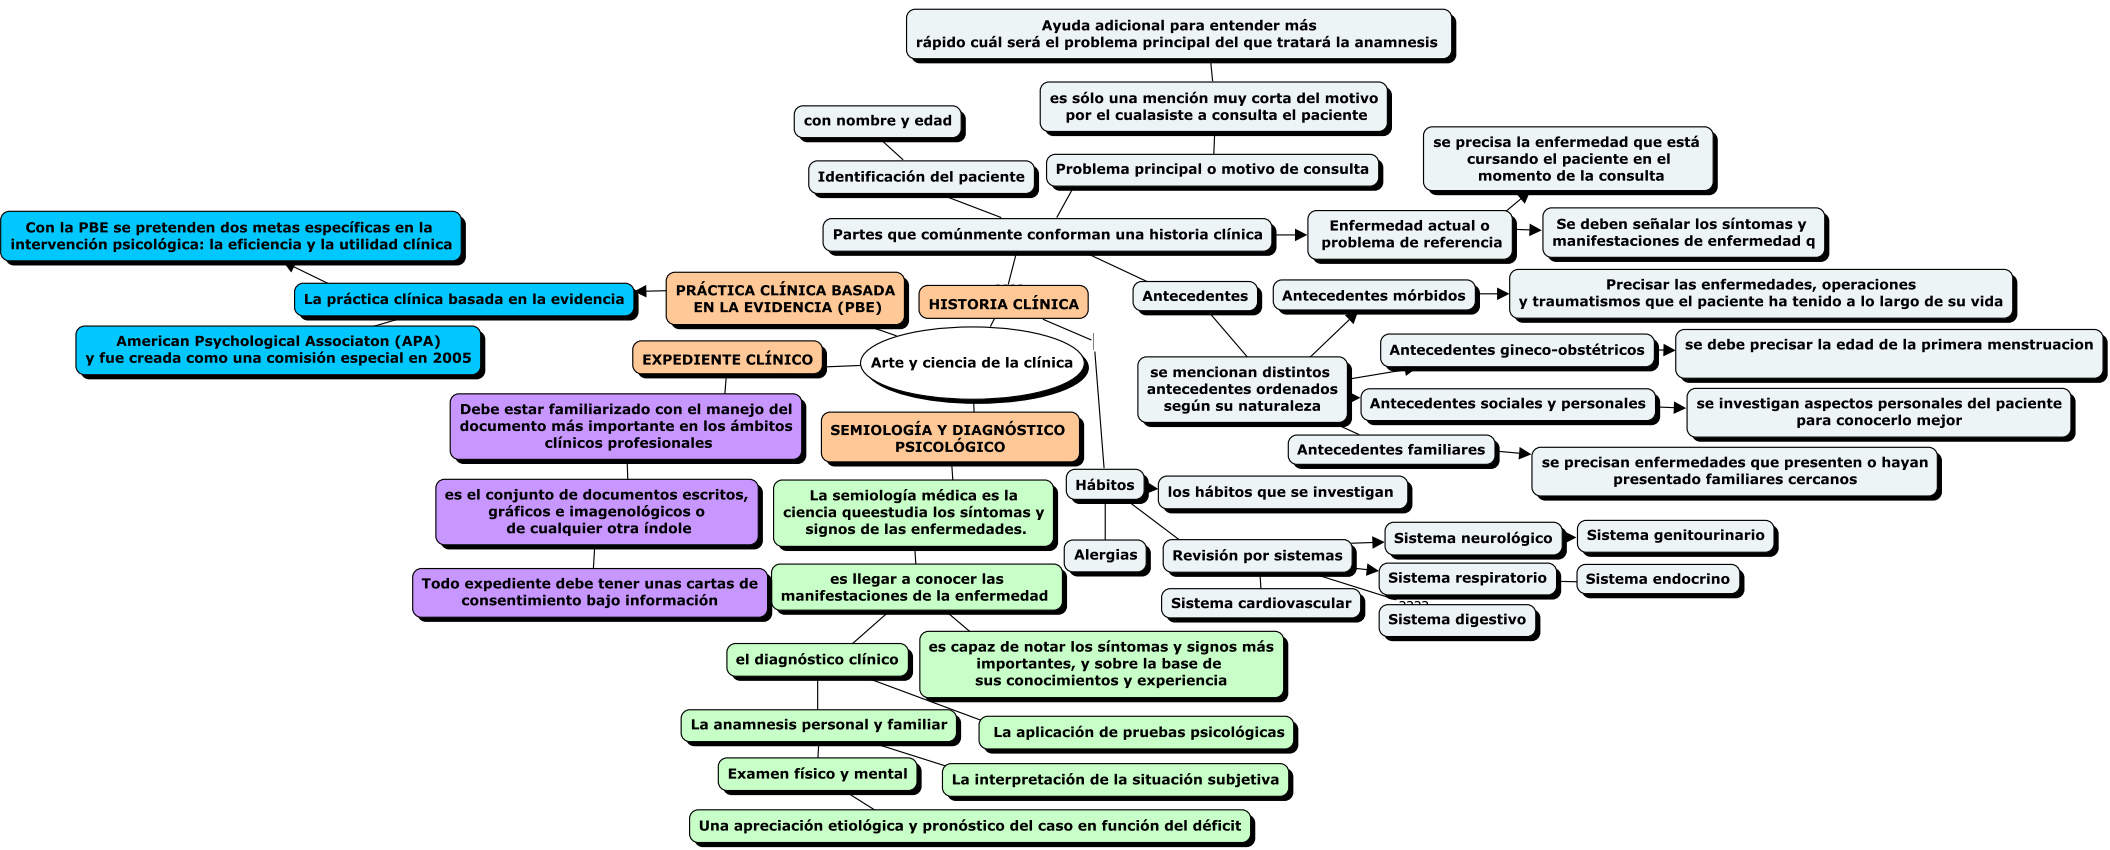 Ayuda adicional para entender más
rápido cuál será el problema principal del que tratará la anamnesis
es sólo una mención muy corta del motivo
por el cualasiste a consulta el paciente
con nombre y edad
Identificación del paciente
Problema principal o motivo de consulta
se precisa la enfermedad que está
cursando el paciente en el
momento de la consulta
Partes que comúnmente conforman una historia clínica
Enfermedad actual o
problema de referencia
Se deben señalar los síntomas y
manifestaciones de enfermedad q
Con la PBE se pretenden dos metas específicas en la
intervención psicológica: la eficiencia y la utilidad clínica
La práctica clínica basada en la evidencia
PRÁCTICA CLÍNICA BASADA
EN LA EVIDENCIA (PBE)
HISTORIA CLÍNICA
Antecedentes
Antecedentes mórbidos
Precisar las enfermedades, operaciones
y traumatismos que el paciente ha tenido a lo largo de su vida
American Psychological Associaton (APA)
y fue creada como una comisión especial en 2005
EXPEDIENTE CLÍNICO
Arte y ciencia de la clínica
se mencionan distintos
antecedentes ordenados
según su naturaleza
Antecedentes gineco-obstétricos
se debe precisar la edad de la primera menstruacion
Antecedentes sociales y personales
se investigan aspectos personales del paciente
para conocerlo mejor
Antecedentes familiares
se precisan enfermedades que presenten o hayan
presentado familiares cercanos
Debe estar familiarizado con el manejo del
documento más importante en los ámbitos
clínicos profesionales
SEMIOLOGÍA Y DIAGNÓSTICO
PSICOLÓGICO
es el conjunto de documentos escritos,
gráficos e imagenológicos o
de cualquier otra índole
La semiología médica es la
ciencia queestudia los síntomas y
signos de las enfermedades.
Hábitos
los hábitos que se investigan
Alergias
Revisión por sistemas
Sistema neurológico
Sistema genitourinario
Sistema respiratorio
Sistema endocrino
Sistema cardiovascular
????
Sistema digestivo
Todo expediente debe tener unas cartas de
consentimiento bajo información
es llegar a conocer las
manifestaciones de la enfermedad
el diagnóstico clínico
es capaz de notar los síntomas y signos más
importantes, y sobre la base de
sus conocimientos y experiencia
La anamnesis personal y familiar
La aplicación de pruebas psicológicas
Examen físico y mental
La interpretación de la situación subjetiva
Una apreciación etiológica y pronóstico del caso en función del déficit